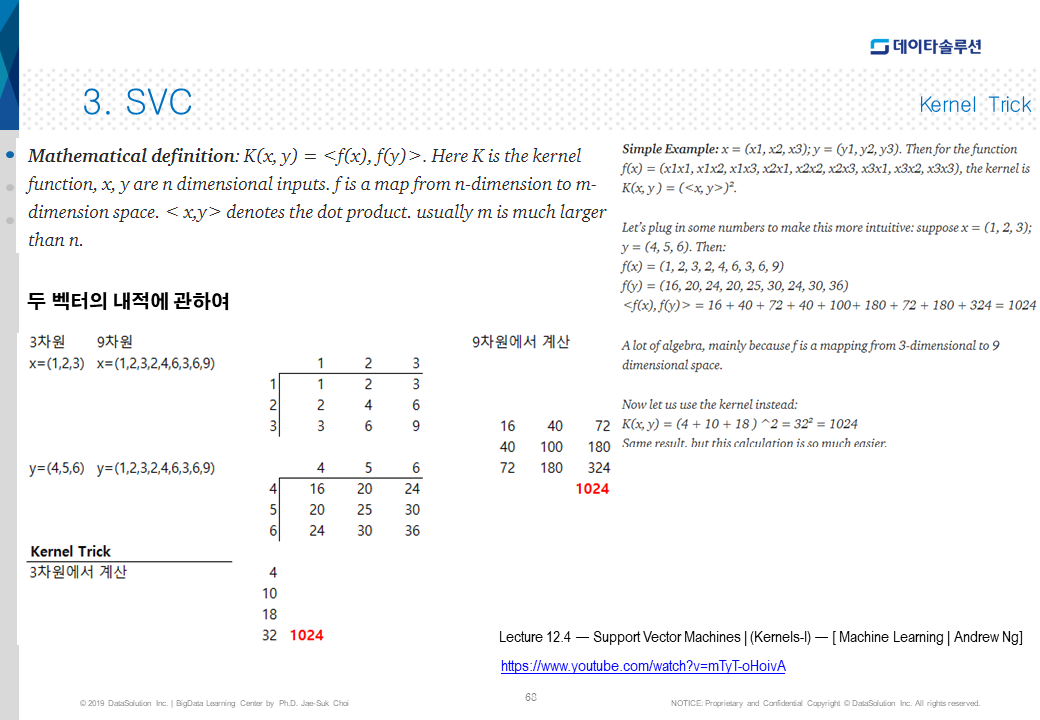 데이타솔루션
3. SVC
Kernel Trick
Mathematical definition: K(x, y) = <f(x), f(y)>. Here K is the kernel
function, x, y are n dimensional inputs. f is a map from n-dimension to m-
dimension space. < x,y> denotes the dot product. usually m is much larger
than n.
Simple Example: x = (x1, x2, x3); y = (y1, y2, y3). Then for the function
f(x) = (x1x1, x1x2, x1x3, x2x1, x2x2, x2x3, x3x1, x3x2, x3x3), the kernel is
K(x, y ) = (<x, y>)².
Let's plug in some numbers to make this more intuitive: suppose x = (1, 2, 3);
y = (4, 5, 6). Then:
f(x) = (1, 2, 3, 2, 4, 6, 3, 6, 9)
f(y) = (16, 20, 24, 20, 25, 30, 24, 30, 36)
<f(x), f(y)> = 16 + 40 + 72 + 40 + 100+ 180 + 72 + 180 + 324 = 1024
A lot of algebra, mainly because f is a mapping from 3-dimensional to 9
dimensional space.
Now let us use the kernel instead:
K(x, y) = (4 + 10 + 18 ) ^2 = 32² = 1024
Same result, but this calculation is so much easier.
두 벡터의 내적에 관하여
3차원 9차원
x=(1,2,3) x=(1,2,3,2,4,6,3,6,9)
1 2 3
1 1 2 3
2 2 4 6
3 3 6 9
y=(4,5,6) y=(1,2,3,2,4,6,3,6,9)
4 5 6
4 16 20 24
5 20 25 30
6 24 30 36
9차원에서 계산
16 40 72
40 100 180
72 180 324
1024
Kernel Trick
3차원에서 계산 4
10
18
32 1024
Lecture 12.4 — Support Vector Machines | (Kernels-I) — [ Machine Learning | Andrew Ng]
https://www.youtube.com/watch?v=mTyT-oHoivA
© 2019 DataSolution Inc. | BigData Learning Center by Ph.D. Jae-Suk Choi
68
NOTICE: Proprietary and Confidential Copyright © DataSolution Inc. All rights reserved.